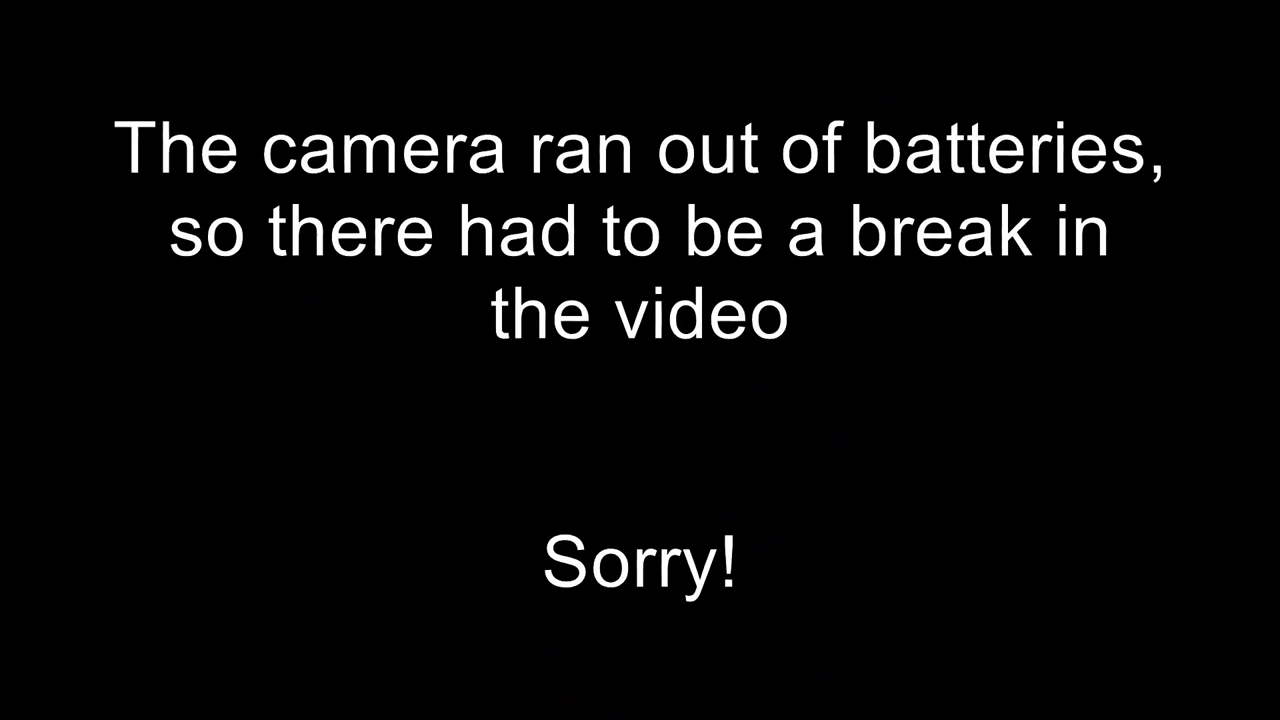 The camera ran out of batteries,
so there had to be a break in
the video
Sorry!